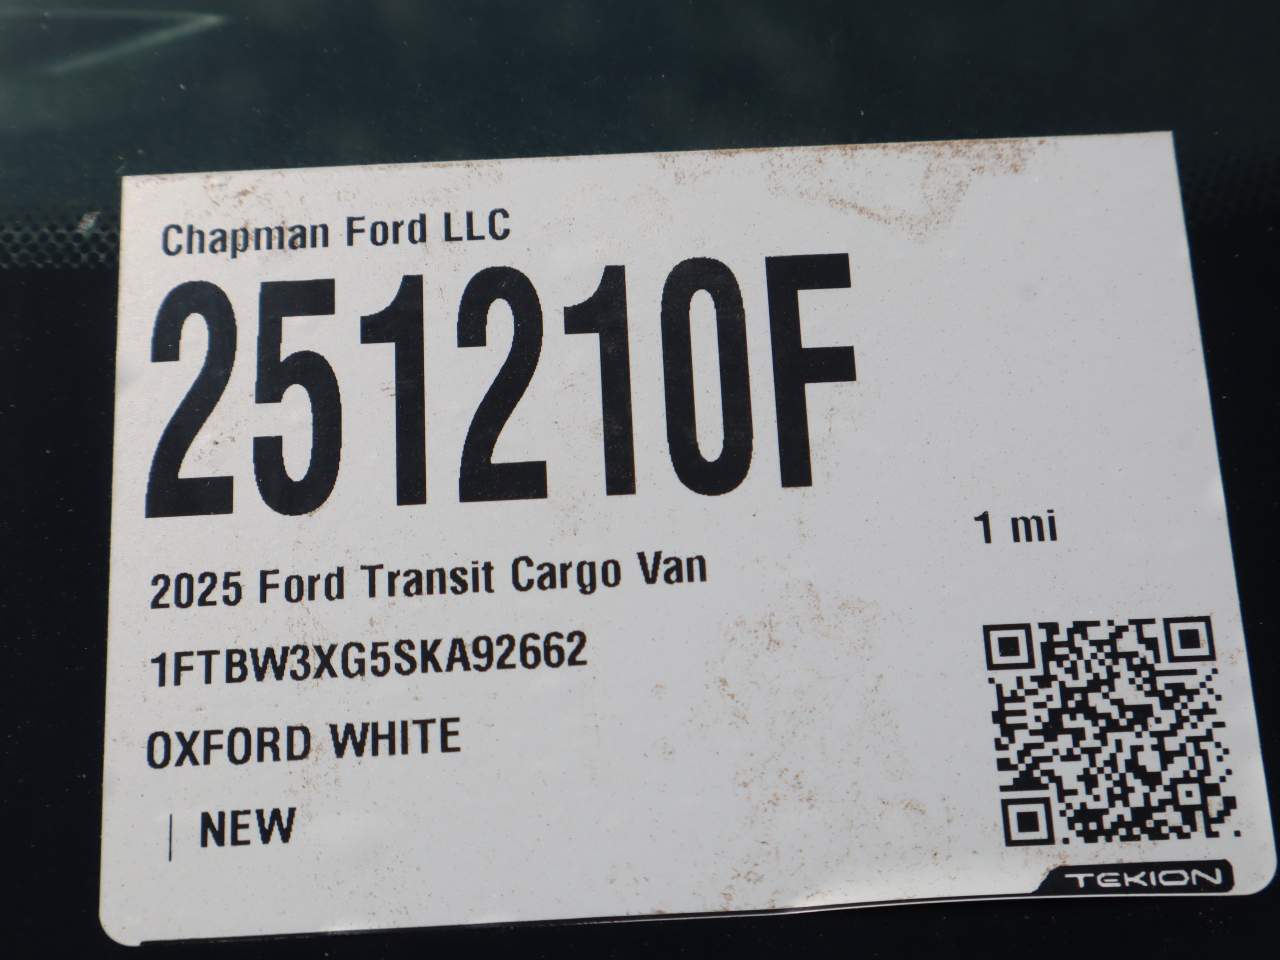 Chapman Ford LLC
251210F
1 mi
2025 Ford Transit Cargo Van
1FTBW3XG5SKA92662
OXFORD WHITE
| NEW
TEKION